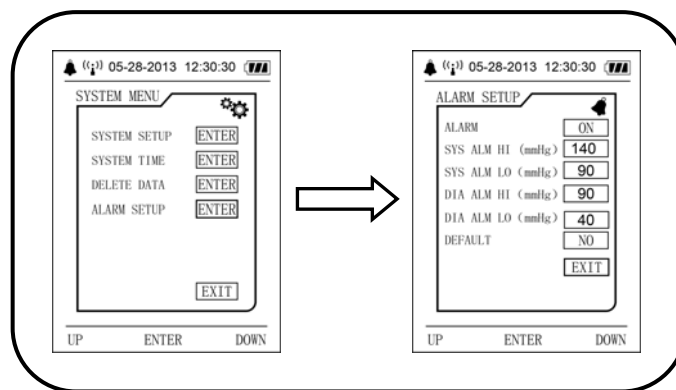 05-28-2013 12:30:30
SYSTEM MENU
SYSTEM SETUP ENTER
SYSTEM TIME ENTER
DELETE DATA ENTER
ALARM SETUP ENTER
EXIT
UP ENTER DOWN
05-28-2013 12:30:30
ALARM SETUP
ALARM ON
SYS ALM HI (mmHg) 140
SYS ALM LO (mmHg) 90
DIA ALM HI (mmHg) 90
DIA ALM LO (mmHg) 40
DEFAULT NO
EXIT
UP ENTER DOWN